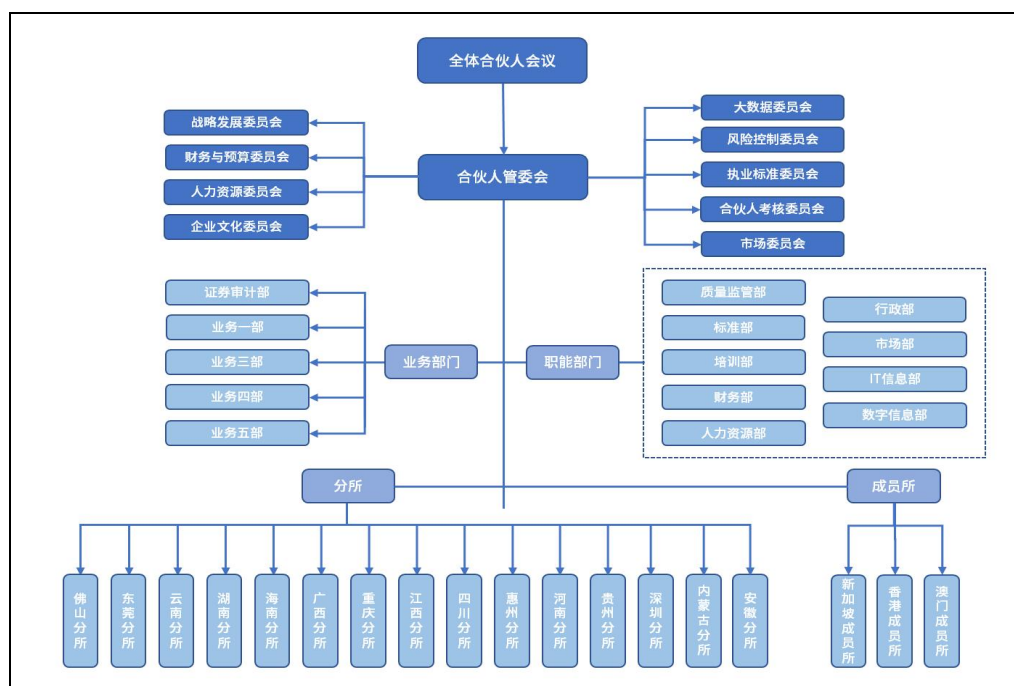 全体合伙人会议
合伙人管委会
战略发展委员会
财务与预算委员会
人力资源委员会
企业文化委员会
大数据委员会
风险控制委员会
执业标准委员会
合伙人考核委员会
市场委员会
业务部门
证券审计部
业务一部
业务三部
业务四部
业务五部
职能部门
质量监管部
标准部
培训部
财务部
人力资源部
行政部
市场部
IT信息部
数字信息部
分所
成员所
佛山分所
东莞分所
云南分所
湖南分所
海南分所
广西分所
重庆分所
江西分所
四川分所
惠州分所
河南分所
贵州分所
深圳分所
内蒙古分所
安徽分所
新加坡成员所
香港成员所
澳门成员所